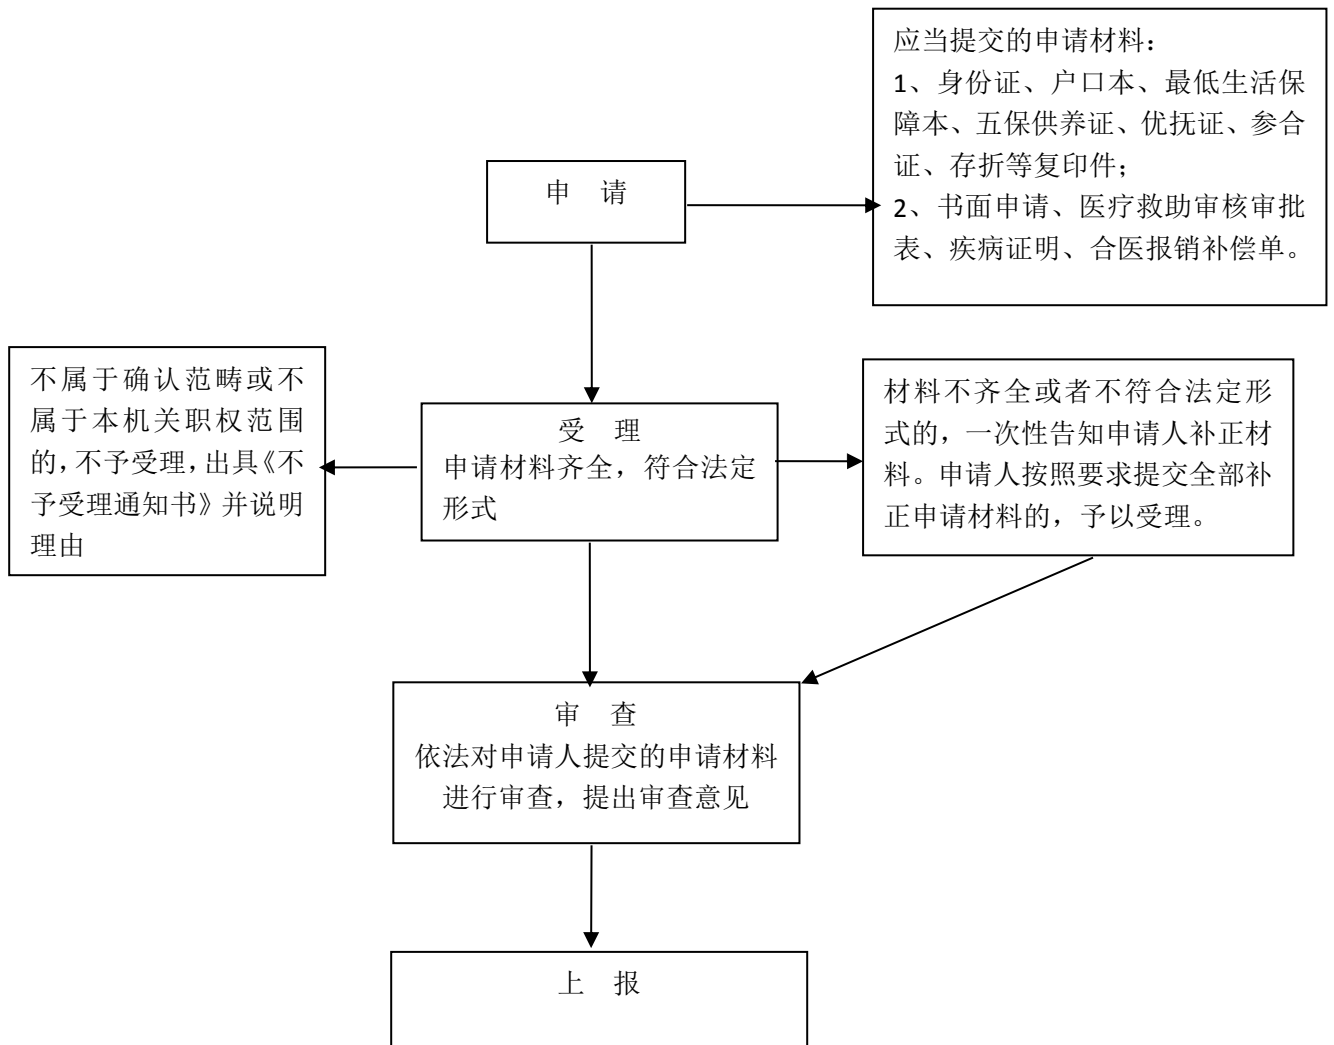 应当提交的申请材料：
1、身份证、户口本、最低生活保
障本、五保供养证、优抚证、参合
证、存折等复印件；
2、书面申请、医疗救助审核审批
表、疾病证明、合医报销补偿单。
申 请
不属于确认范畴或不
属于本机关职权范围
的，不予受理，出具《不
予受理通知书》并说明
理由
受 理
申请材料齐全，符合法定
形式
材料不齐全或者不符合法定形
式的，一次性告知申请人补正材
料。申请人按照要求提交全部补
正申请材料的，予以受理。
审 查
依法对申请人提交的申请材料
进行审查，提出审查意见
上 报